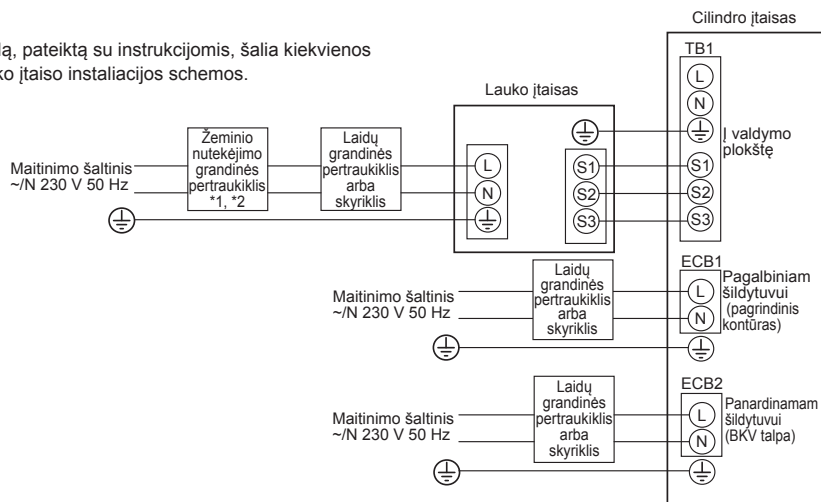 Cilindro įtaisas
lą, pateiktą su instrukcijomis, šalia kiekvienos
ko įtaiso instaliacijos schemos.
TB1
L
N
Į valdymo
plokštę
S1
S2
S3
Lauko įtaisas
L
N
S1
S2
S3
Žeminio
nutekėjimo
grandinės
pertraukiklis
*1, *2
Laidų
grandinės
pertraukiklis
arba
skyriklis
Maitinimo šaltinis
~/N 230 V 50 Hz
ECB1
L
N
Pagalbiniam
šildytuvui
(pagrindinis
kontūras)
Laidų
grandinės
pertraukiklis
arba
skyriklis
Maitinimo šaltinis
~/N 230 V 50 Hz
ECB2
L
N
Panardinamam
šildytuvui
(BKV talpa)
Laidų
grandinės
pertraukiklis
arba
skyriklis
Maitinimo šaltinis
~/N 230 V 50 Hz